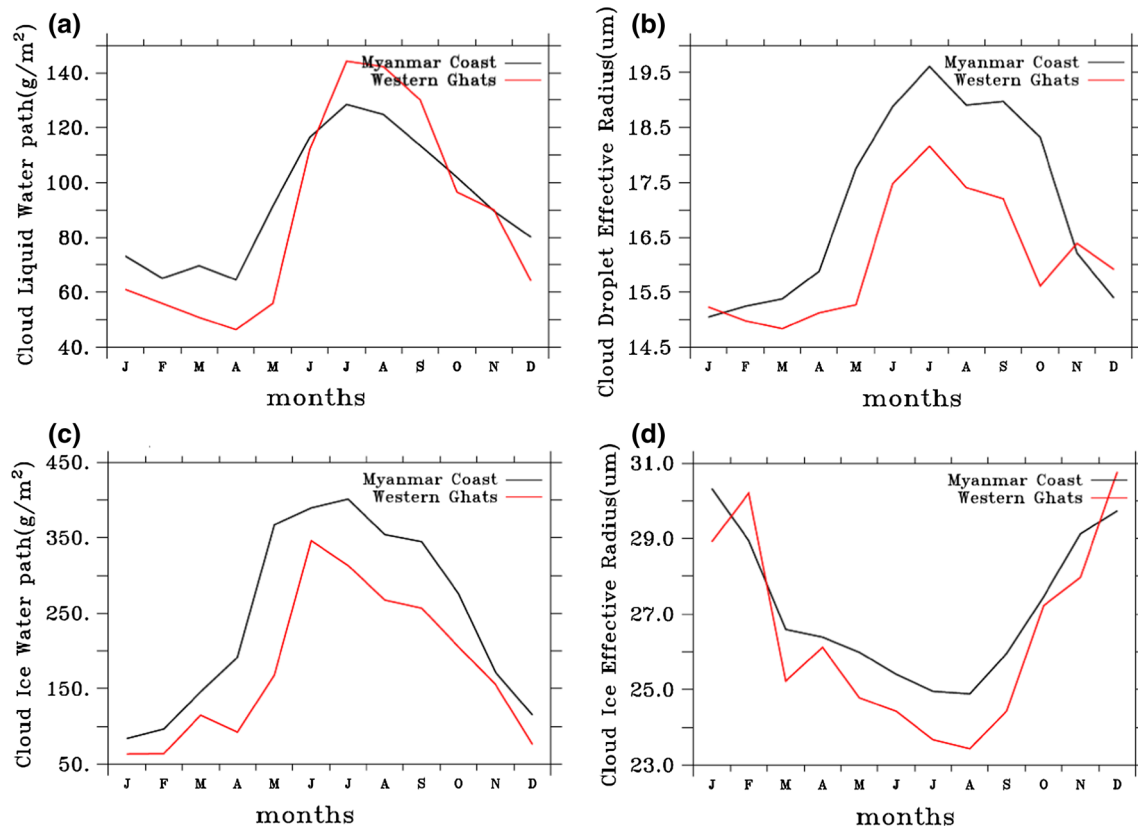 (a)
Cloud Liquid Water path(g/m²)
140.
120.
100.
80.
60.
40.
Myanmar Coast
Western Ghats
J F M A M J J A S O N D
months
(b)
Cloud Droplet Effective Radius(um)
19.5
18.5
17.5
16.5
15.5
14.5
Myanmar Coast
Western Ghats
J F M A M J J A S O N D
months
(c)
Cloud Ice Water path(g/m²)
450.
350.
250.
150.
50.
Myanmar Coast
Western Ghats
J F M A M J J A S O N D
months
(d)
Cloud Ice Effective Radius(um)
31.0
29.0
27.0
25.0
23.0
Myanmar Coast
Western Ghats
J F M A M J J A S O N D
months